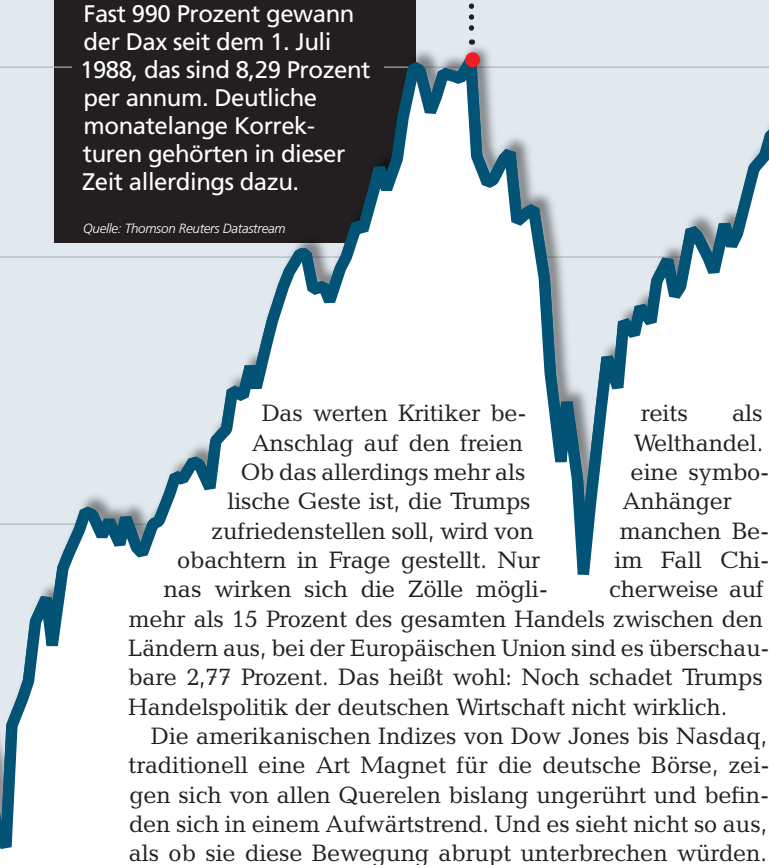 Fast 990 Prozent gewann
der Dax seit dem 1. Juli
1988, das sind 8,29 Prozent
per annum. Deutliche
monatelange Korrek-
turen gehörten in dieser
Zeit allerdings dazu.
Quelle: Thomson Reuters Datastream
Das werten Kritiker be- reits als
Anschlag auf den freien Welthandel.
Ob das allerdings mehr als eine symbo-
lische Geste ist, die Trumps Anhänger
zufriedenstellen soll, wird von manchen Be-
obachtern in Frage gestellt. Nur im Fall Chi-
nas wirken sich die Zölle mögli- cherweise auf
mehr als 15 Prozent des gesamten Handels zwischen den
Ländern aus, bei der Europäischen Union sind es überschau-
bare 2,77 Prozent. Das heißt wohl: Noch schadet Trumps
Handelspolitik der deutschen Wirtschaft nicht wirklich.
Die amerikanischen Indizes von Dow Jones bis Nasdaq,
traditionell eine Art Magnet für die deutsche Börse, zei-
gen sich von allen Querelen bislang ungerührt und befin-
den sich in einem Aufwärtstrend. Und es sieht nicht so aus,
als ob sie diese Bewegung abrupt unterbrechen würden.